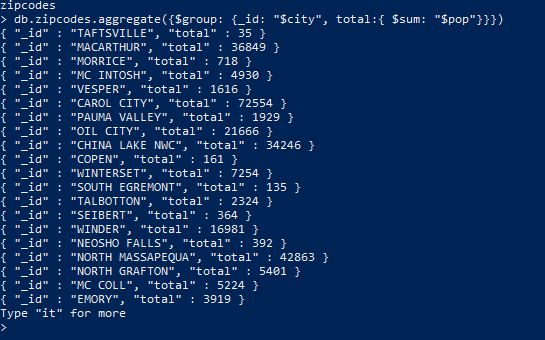 zipcodes
> db.zipcodes.aggregate({$group: {_id: "$city", total:{ $sum: "$pop"}}})
{ "_id" : "TAFTSVILLE", "total" : 35 }
{ "_id" : "MACARTHUR", "total" : 36849 }
{ "_id" : "MORRICE", "total" : 718 }
{ "_id" : "MC INTOSH", "total" : 4930 }
{ "_id" : "VESPER", "total" : 1616 }
{ "_id" : "CAROL CITY", "total" : 72554 }
{ "_id" : "PAUMA VALLEY", "total" : 1929 }
{ "_id" : "OIL CITY", "total" : 21666 }
{ "_id" : "CHINA LAKE NWC", "total" : 34246 }
{ "_id" : "COPEN", "total" : 161 }
{ "_id" : "WINTERSET", "total" : 7254 }
{ "_id" : "SOUTH EGREMONT", "total" : 135 }
{ "_id" : "TALBOTTON", "total" : 2324 }
{ "_id" : "SEIBERT", "total" : 364 }
{ "_id" : "WINDER", "total" : 16981 }
{ "_id" : "NEOSHO FALLS", "total" : 392 }
{ "_id" : "NORTH MASSAPEQUA", "total" : 42863 }
{ "_id" : "NORTH GRAFTON", "total" : 5401 }
{ "_id" : "MC COLL", "total" : 5224 }
{ "_id" : "EMORY", "total" : 3919 }
Type "it" for more
>